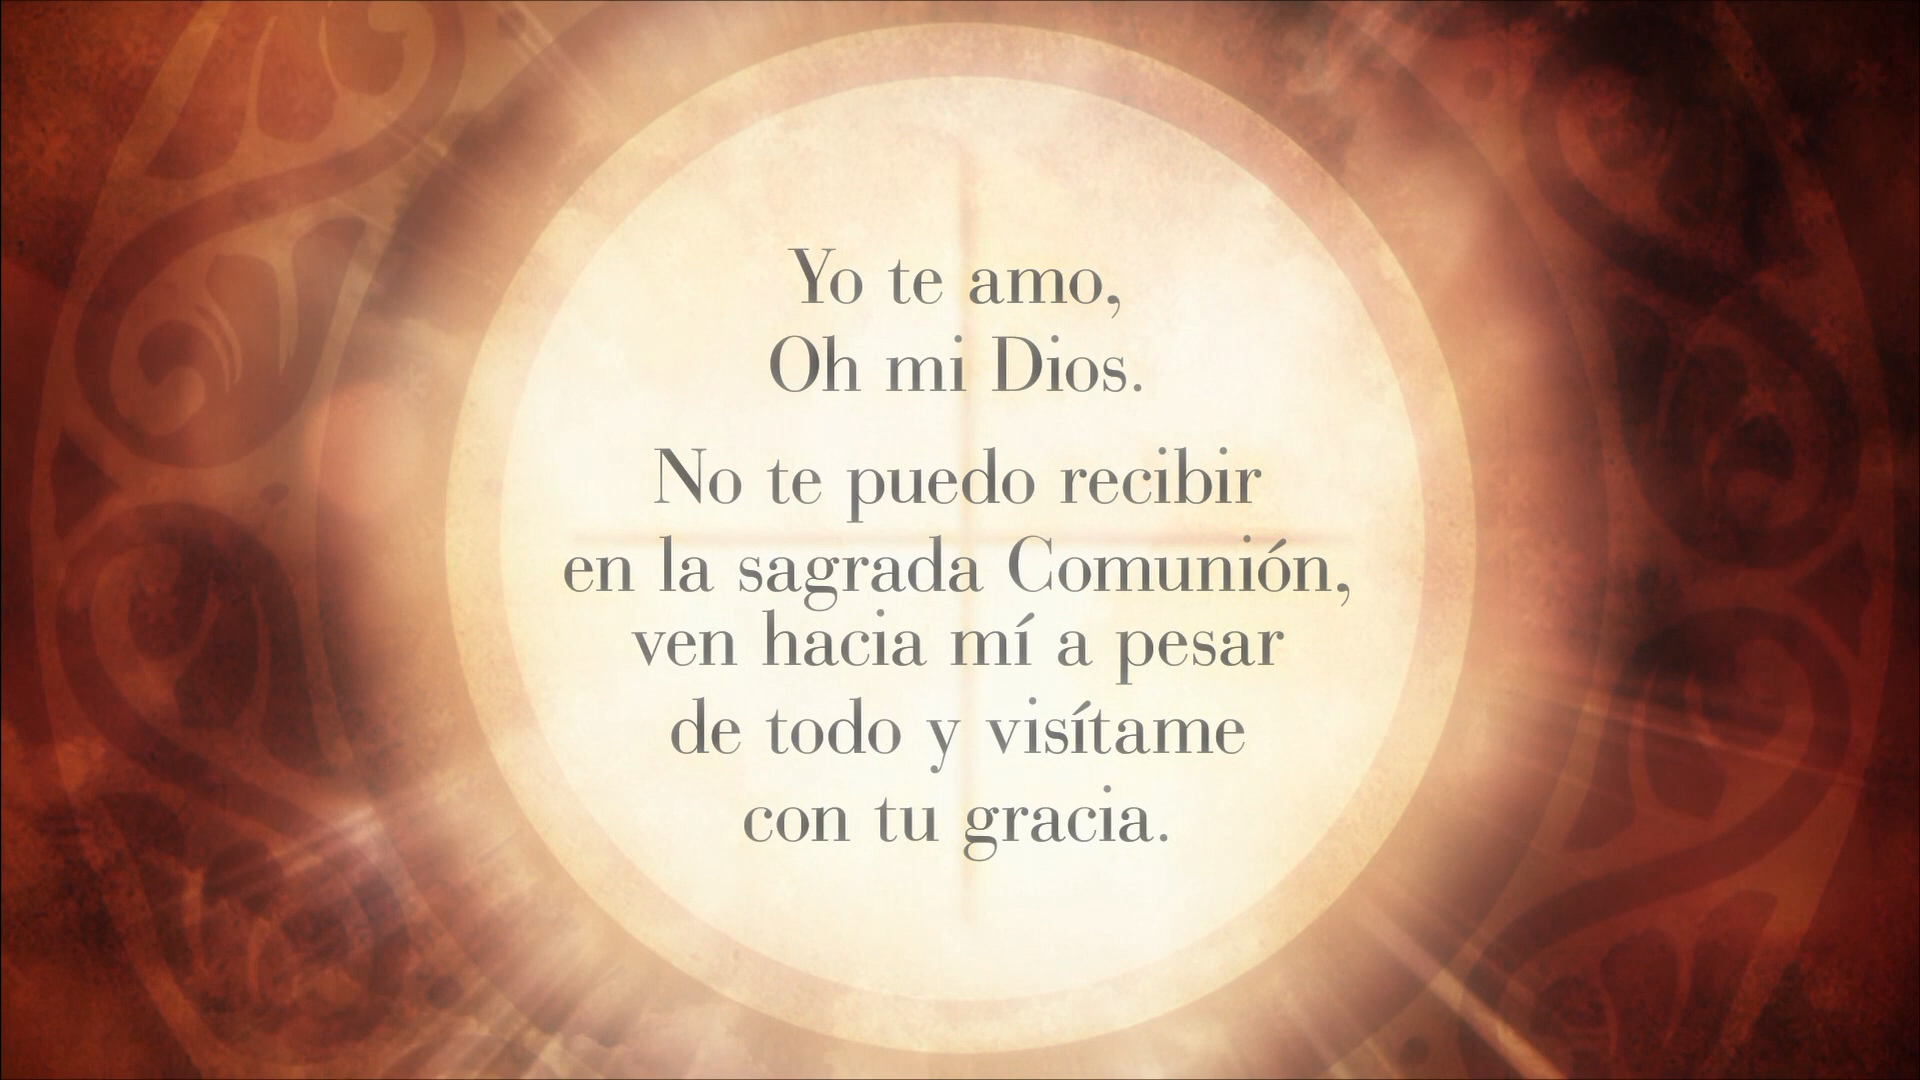 Yo te amo,
Oh mi Dios.
No te puedo recibir
en la sagrada Comunión,
ven hacia mí a pesar
de todo y visítame
con tu gracia.